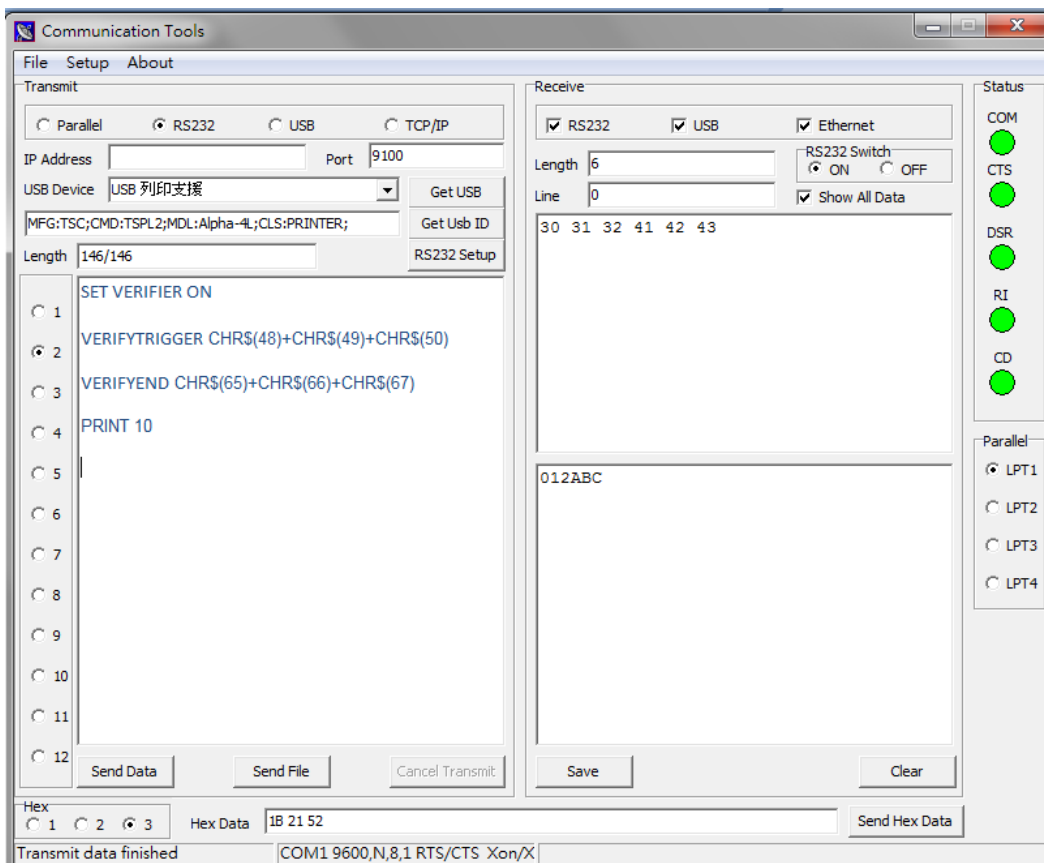 Communication Tools
File Setup About
Transmit
Parallel RS232 USB TCP/IP
IP Address Port 9100
USB Device USB 列印支援 Get USB
MFG:TSC;CMD:TSPL2;MDL:Alpha-4L;CLS:PRINTER; Get Usb ID
Length 146/146 RS232 Setup
SET VERIFIER ON
1
VERIFYTRIGGER CHR$(48)+CHR$(49)+CHR$(50)
2
VERIFYEND CHR$(65)+CHR$(66)+CHR$(67)
3
PRINT 10
4
5
6
7
8
9
10
11
12
Send Data Send File Cancel Transmit
Receive
RS232 USB Ethernet
Length 6
RS232 Switch
ON OFF
Line 0 Show All Data
30 31 32 41 42 43
012ABC
Save Clear
Status
COM
CTS
DSR
RI
CD
Parallel
LPT1
LPT2
LPT3
LPT4
Hex
1 2 3 Hex Data 1B 21 52 Send Hex Data
Transmit data finished COM1 9600,N,8,1 RTS/CTS Xon/X